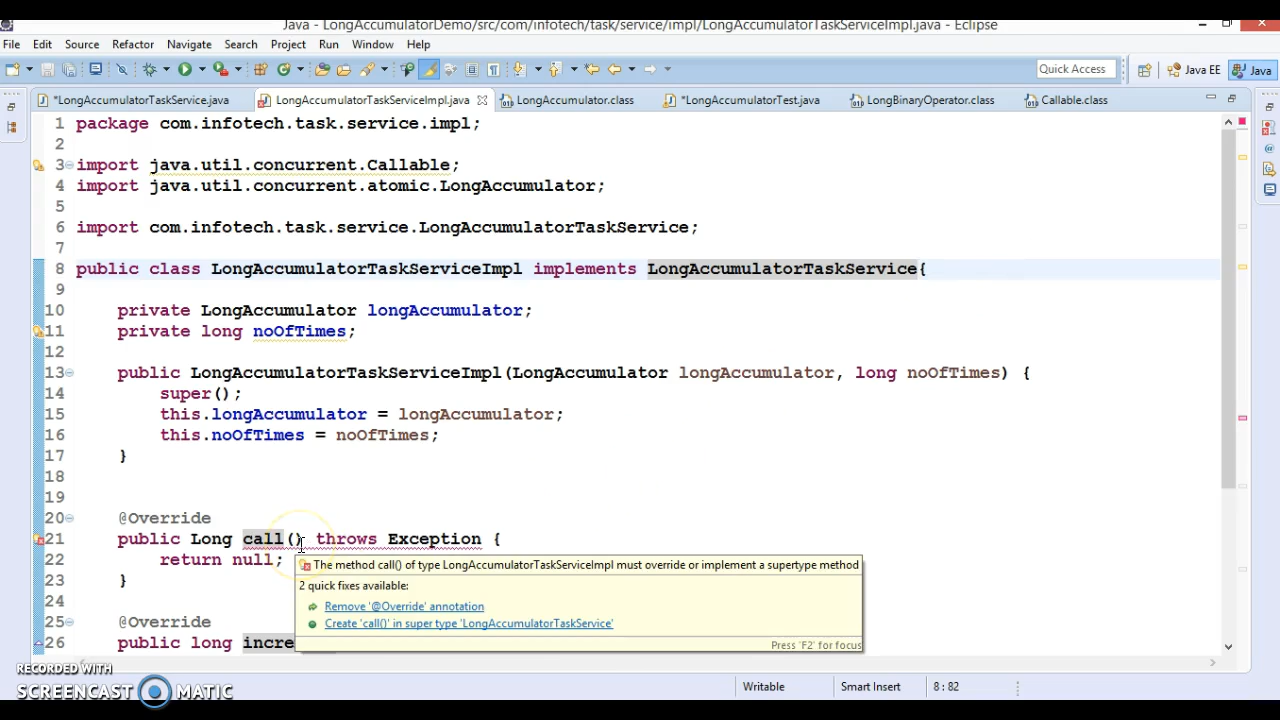 Java - LongAccumulatorDemo/src/com/infotech/task/service/impl/LongAccumulatorTaskServiceImpl.java - Eclipse
File Edit Source Refactor Navigate Search Project Run Window Help
Quick Access Java EE Java
*LongAccumulatorTaskService.java LongAccumulatorTaskServiceImpl.java LongAccumulator.class *LongAccumulatorTest.java LongBinaryOperator.class Callable.class
1 package com.infotech.task.service.impl;
2
3 import java.util.concurrent.Callable;
4 import java.util.concurrent.atomic.LongAccumulator;
5
6 import com.infotech.task.service.LongAccumulatorTaskService;
7
8 public class LongAccumulatorTaskServiceImpl implements LongAccumulatorTaskService{
9
10 private LongAccumulator longAccumulator;
11 private long noOfTimes;
12
13 public LongAccumulatorTaskServiceImpl(LongAccumulator longAccumulator, long noOfTimes) {
14 super();
15 this.longAccumulator = longAccumulator;
16 this.noOfTimes = noOfTimes;
17 }
18
19
20 @Override
21 public Long call() throws Exception {
22 return null;
The method call() of type LongAccumulatorTaskServiceImpl must override or implement a supertype method
23 }
2 quick fixes available:
24
Remove '@Override' annotation
25 @Override
Create 'call()' in super type 'LongAccumulatorTaskService'
26 public long incre
Press 'F2' for focus
RECORDED WITH
SCREENCAST MATIC
Writable Smart Insert 8 : 82